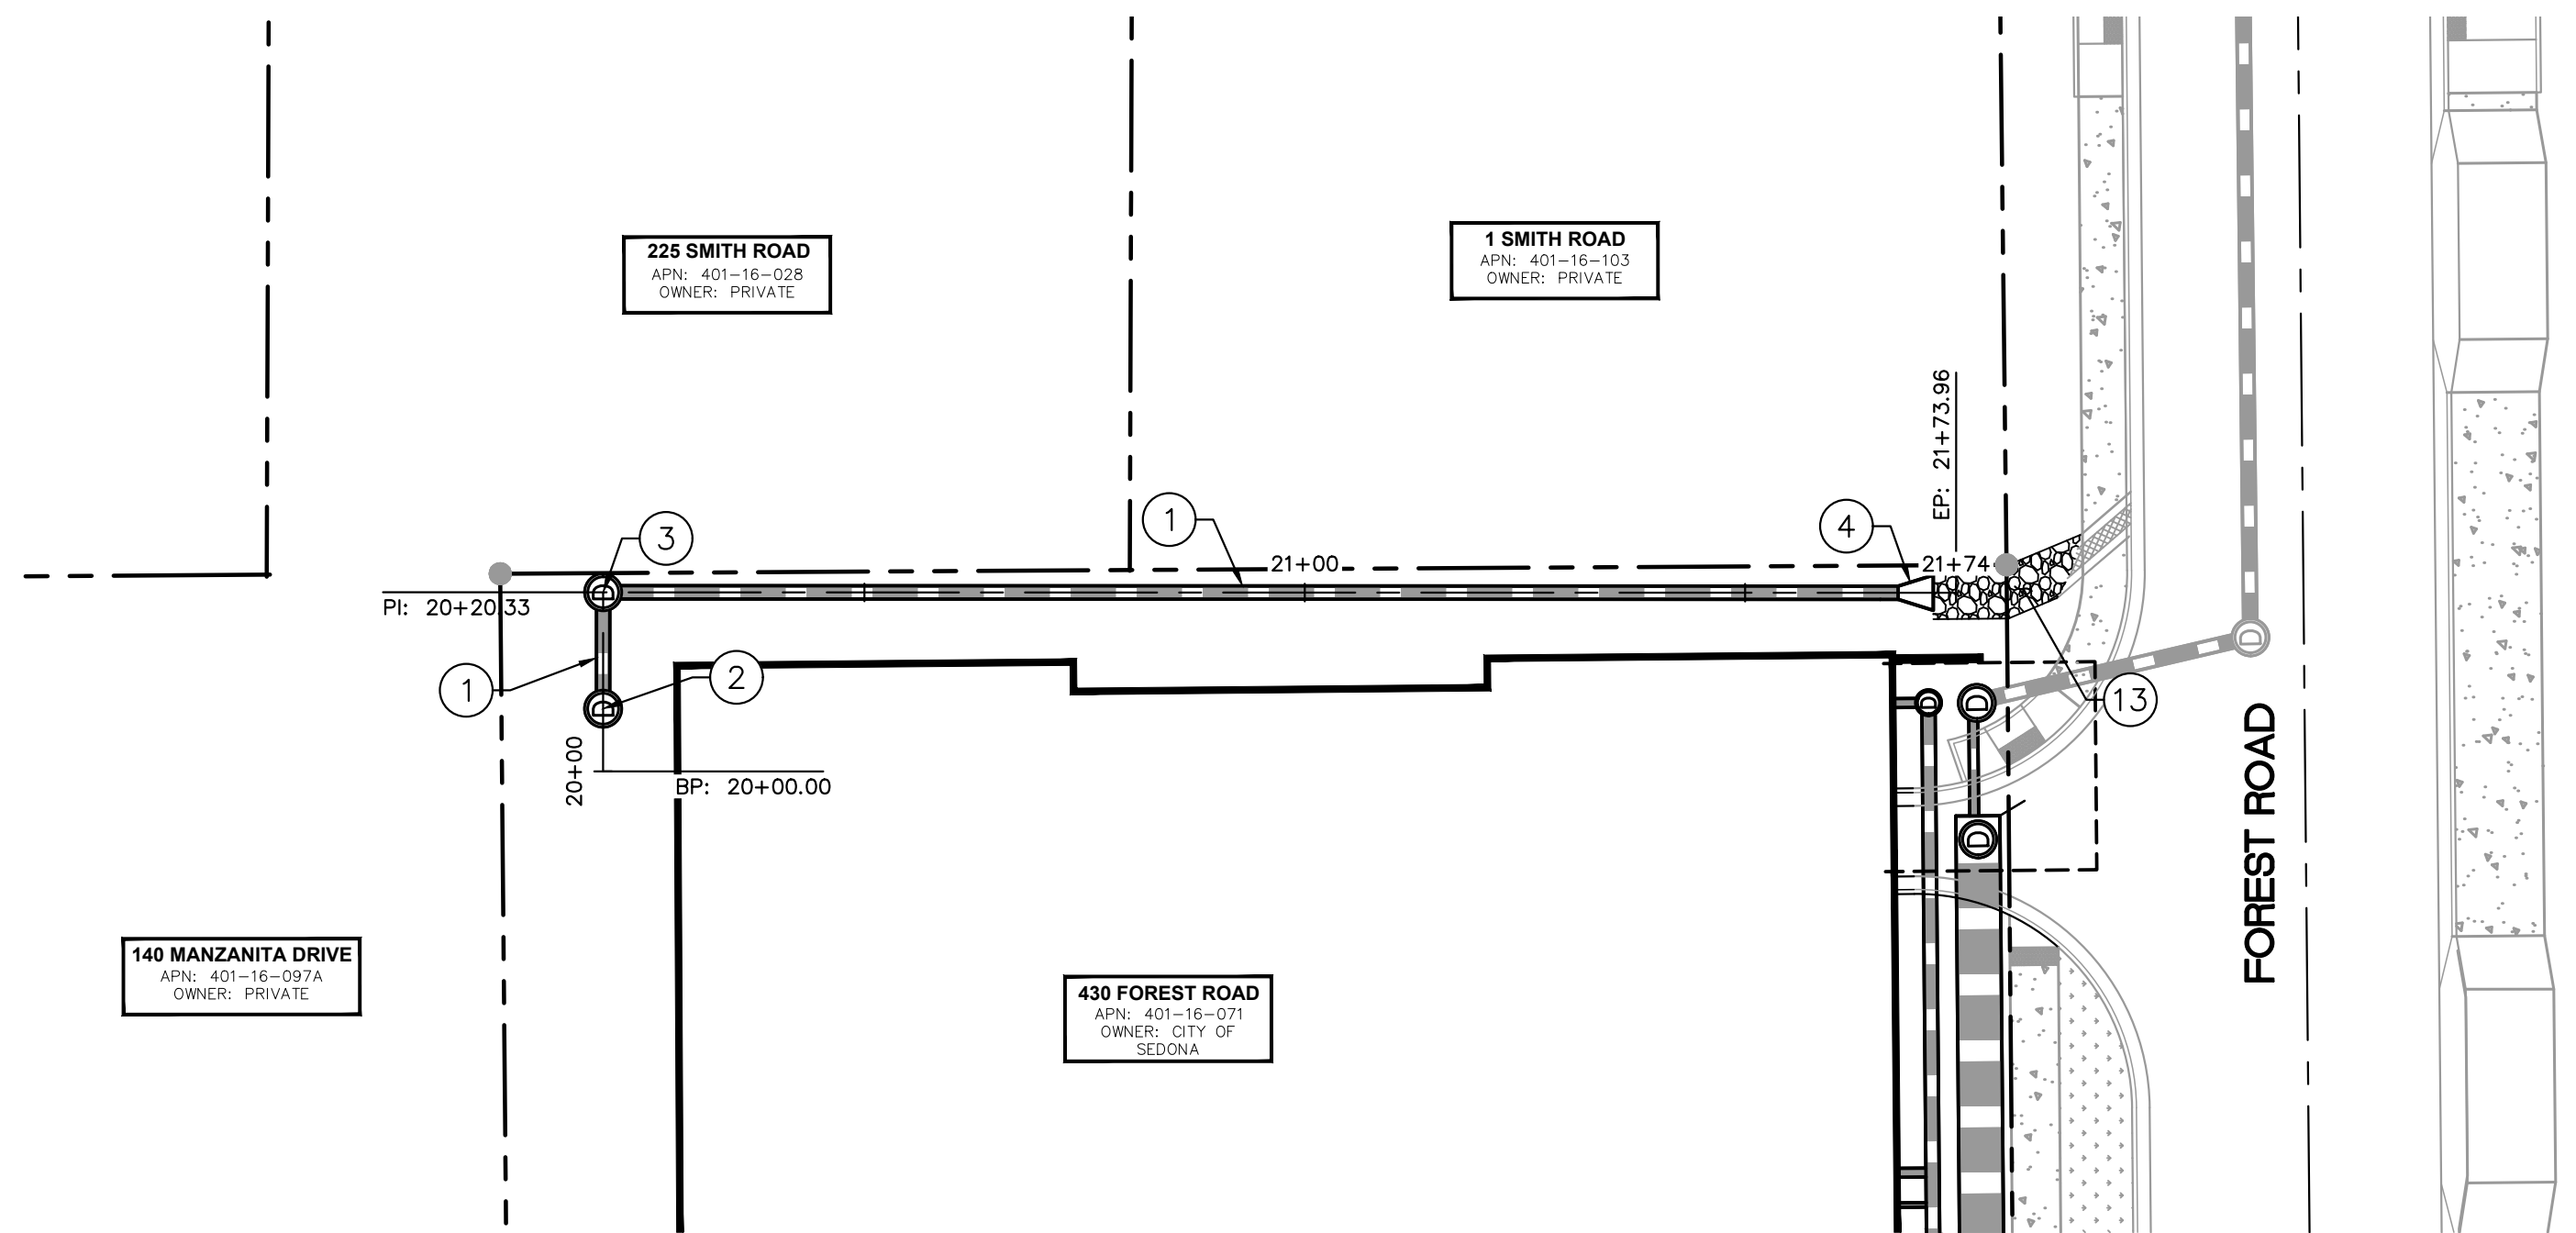 225 SMITH ROAD
APN: 401-16-028
OWNER: PRIVATE
1 SMITH ROAD
APN: 401-16-103
OWNER: PRIVATE
EP: 21+73.96
3
1
4
21+00
21+74
PI: 20+20.33
1
2
13
D
D
D
D
D
D
20+00
BP: 20+00.00
FOREST ROAD
140 MANZANITA DRIVE
APN: 401-16-097A
OWNER: PRIVATE
430 FOREST ROAD
APN: 401-16-071
OWNER: CITY OF
SEDONA